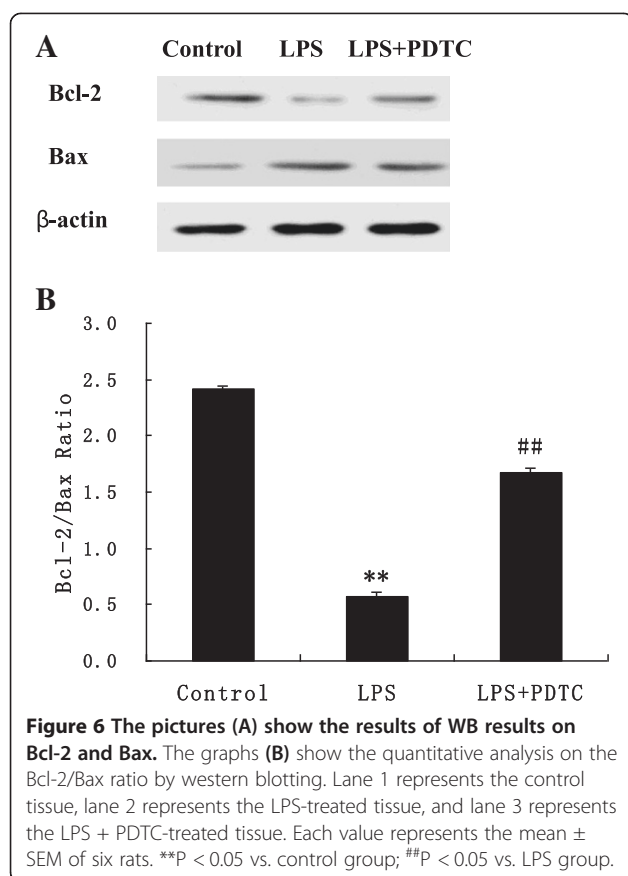 A
Control LPS LPS+PDTC
Bcl-2
Bax
β-actin
B
Bcl-2/Bax Ratio
3.0
2.5
2.0
1.5
1.0
0.5
0.0
**
##
Control LPS LPS+PDTC
Figure 6 The pictures (A) show the results of WB results on
Bcl-2 and Bax. The graphs (B) show the quantitative analysis on the
Bcl-2/Bax ratio by western blotting. Lane 1 represents the control
tissue, lane 2 represents the LPS-treated tissue, and lane 3 represents
the LPS + PDTC-treated tissue. Each value represents the mean ±
SEM of six rats. **P < 0.05 vs. control group; ##P < 0.05 vs. LPS group.